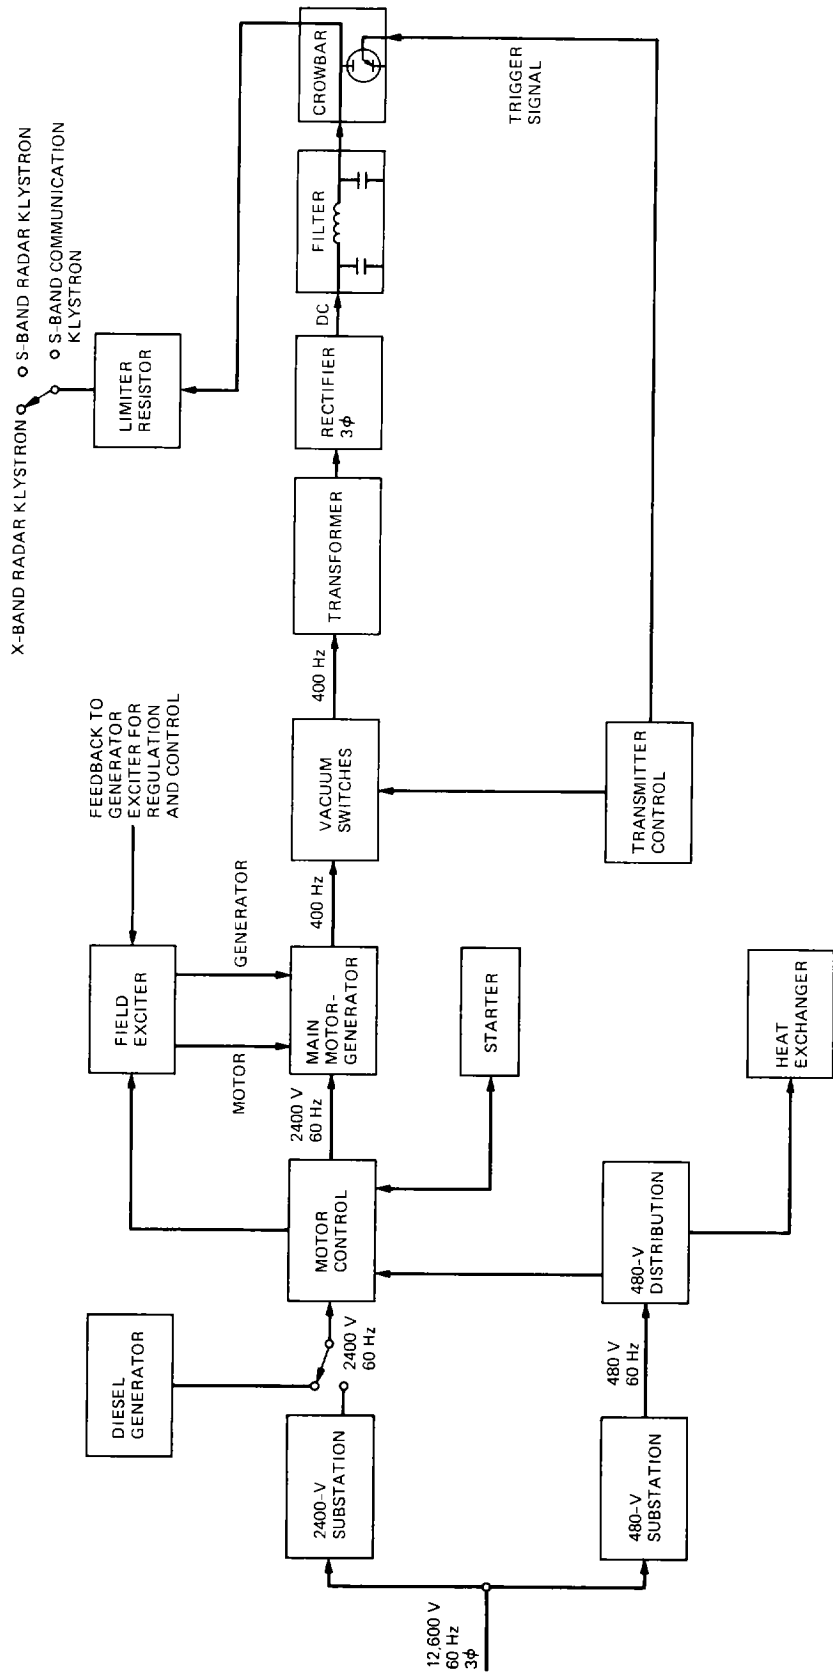 12,600 V
60 Hz
3ϕ
2400-V
SUBSTATION
480-V
SUBSTATION
DIESEL
GENERATOR
2400 V
60 Hz
480 V
60 Hz
MOTOR
CONTROL
480-V
DISTRIBUTION
2400 V
60 Hz
STARTER
HEAT
EXCHANGER
FIELD
EXCITER
MOTOR
GENERATOR
MAIN
MOTOR-
GENERATOR
FEEDBACK TO
GENERATOR
EXCITER FOR
REGULATION
AND CONTROL
400 Hz
VACUUM
SWITCHES
TRANSMITTER
CONTROL
400 Hz
TRANSFORMER
RECTIFIER
3ϕ
DC
FILTER
CROWBAR
TRIGGER
SIGNAL
LIMITER
RESISTOR
X-BAND RADAR KLYSTRON
S-BAND RADAR KLYSTRON
S-BAND COMMUNICATION
KLYSTRON